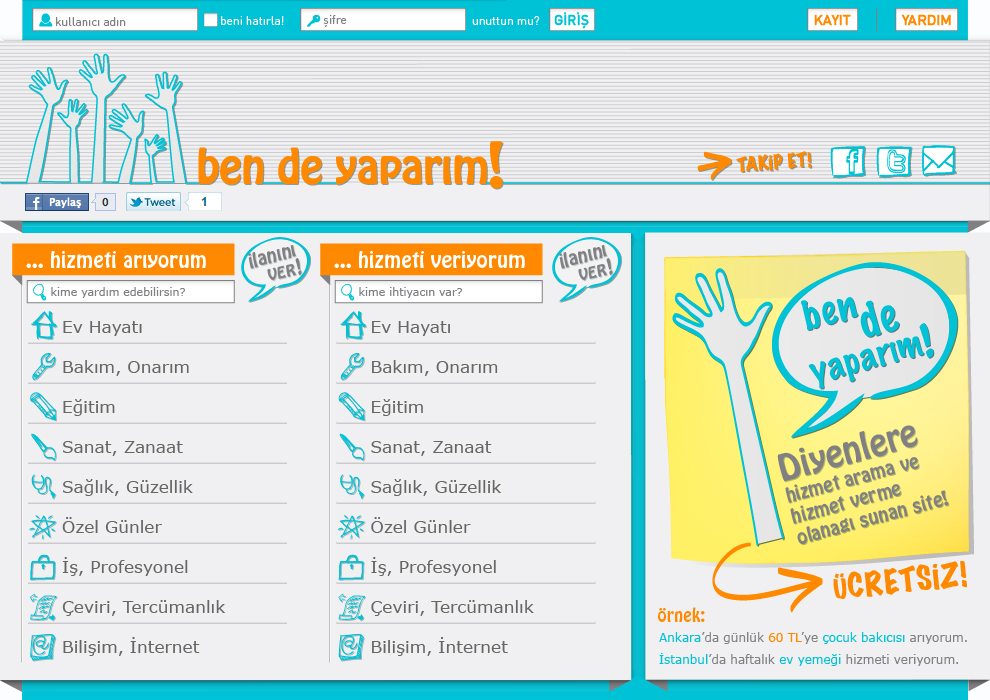 kullanıcı adın
beni hatırla!
şifre
unuttun mu?
GİRİŞ
KAYIT
YARDIM
ben de yaparım!
TAKİP ET!
Paylaş
0
Tweet
1
... hizmeti arıyorum
ilanını
VER!
kime yardım edebilirsin?
Ev Hayatı
Bakım, Onarım
Eğitim
Sanat, Zanaat
Sağlık, Güzellik
Özel Günler
İş, Profesyonel
Çeviri, Tercümanlık
Bilişim, İnternet
... hizmeti veriyorum
ilanını
VER!
kime ihtiyacın var?
Ev Hayatı
Bakım, Onarım
Eğitim
Sanat, Zanaat
Sağlık, Güzellik
Özel Günler
İş, Profesyonel
Çeviri, Tercümanlık
Bilişim, İnternet
ben de
yaparım!
Diyenlere
hizmet arama ve
hizmet verme
olanağı sunan site!
ÜCRETSİZ!
örnek:
Ankara'da günlük 60 TL'ye çocuk bakıcısı arıyorum.
İstanbul'da haftalık ev yemeği hizmeti veriyorum.